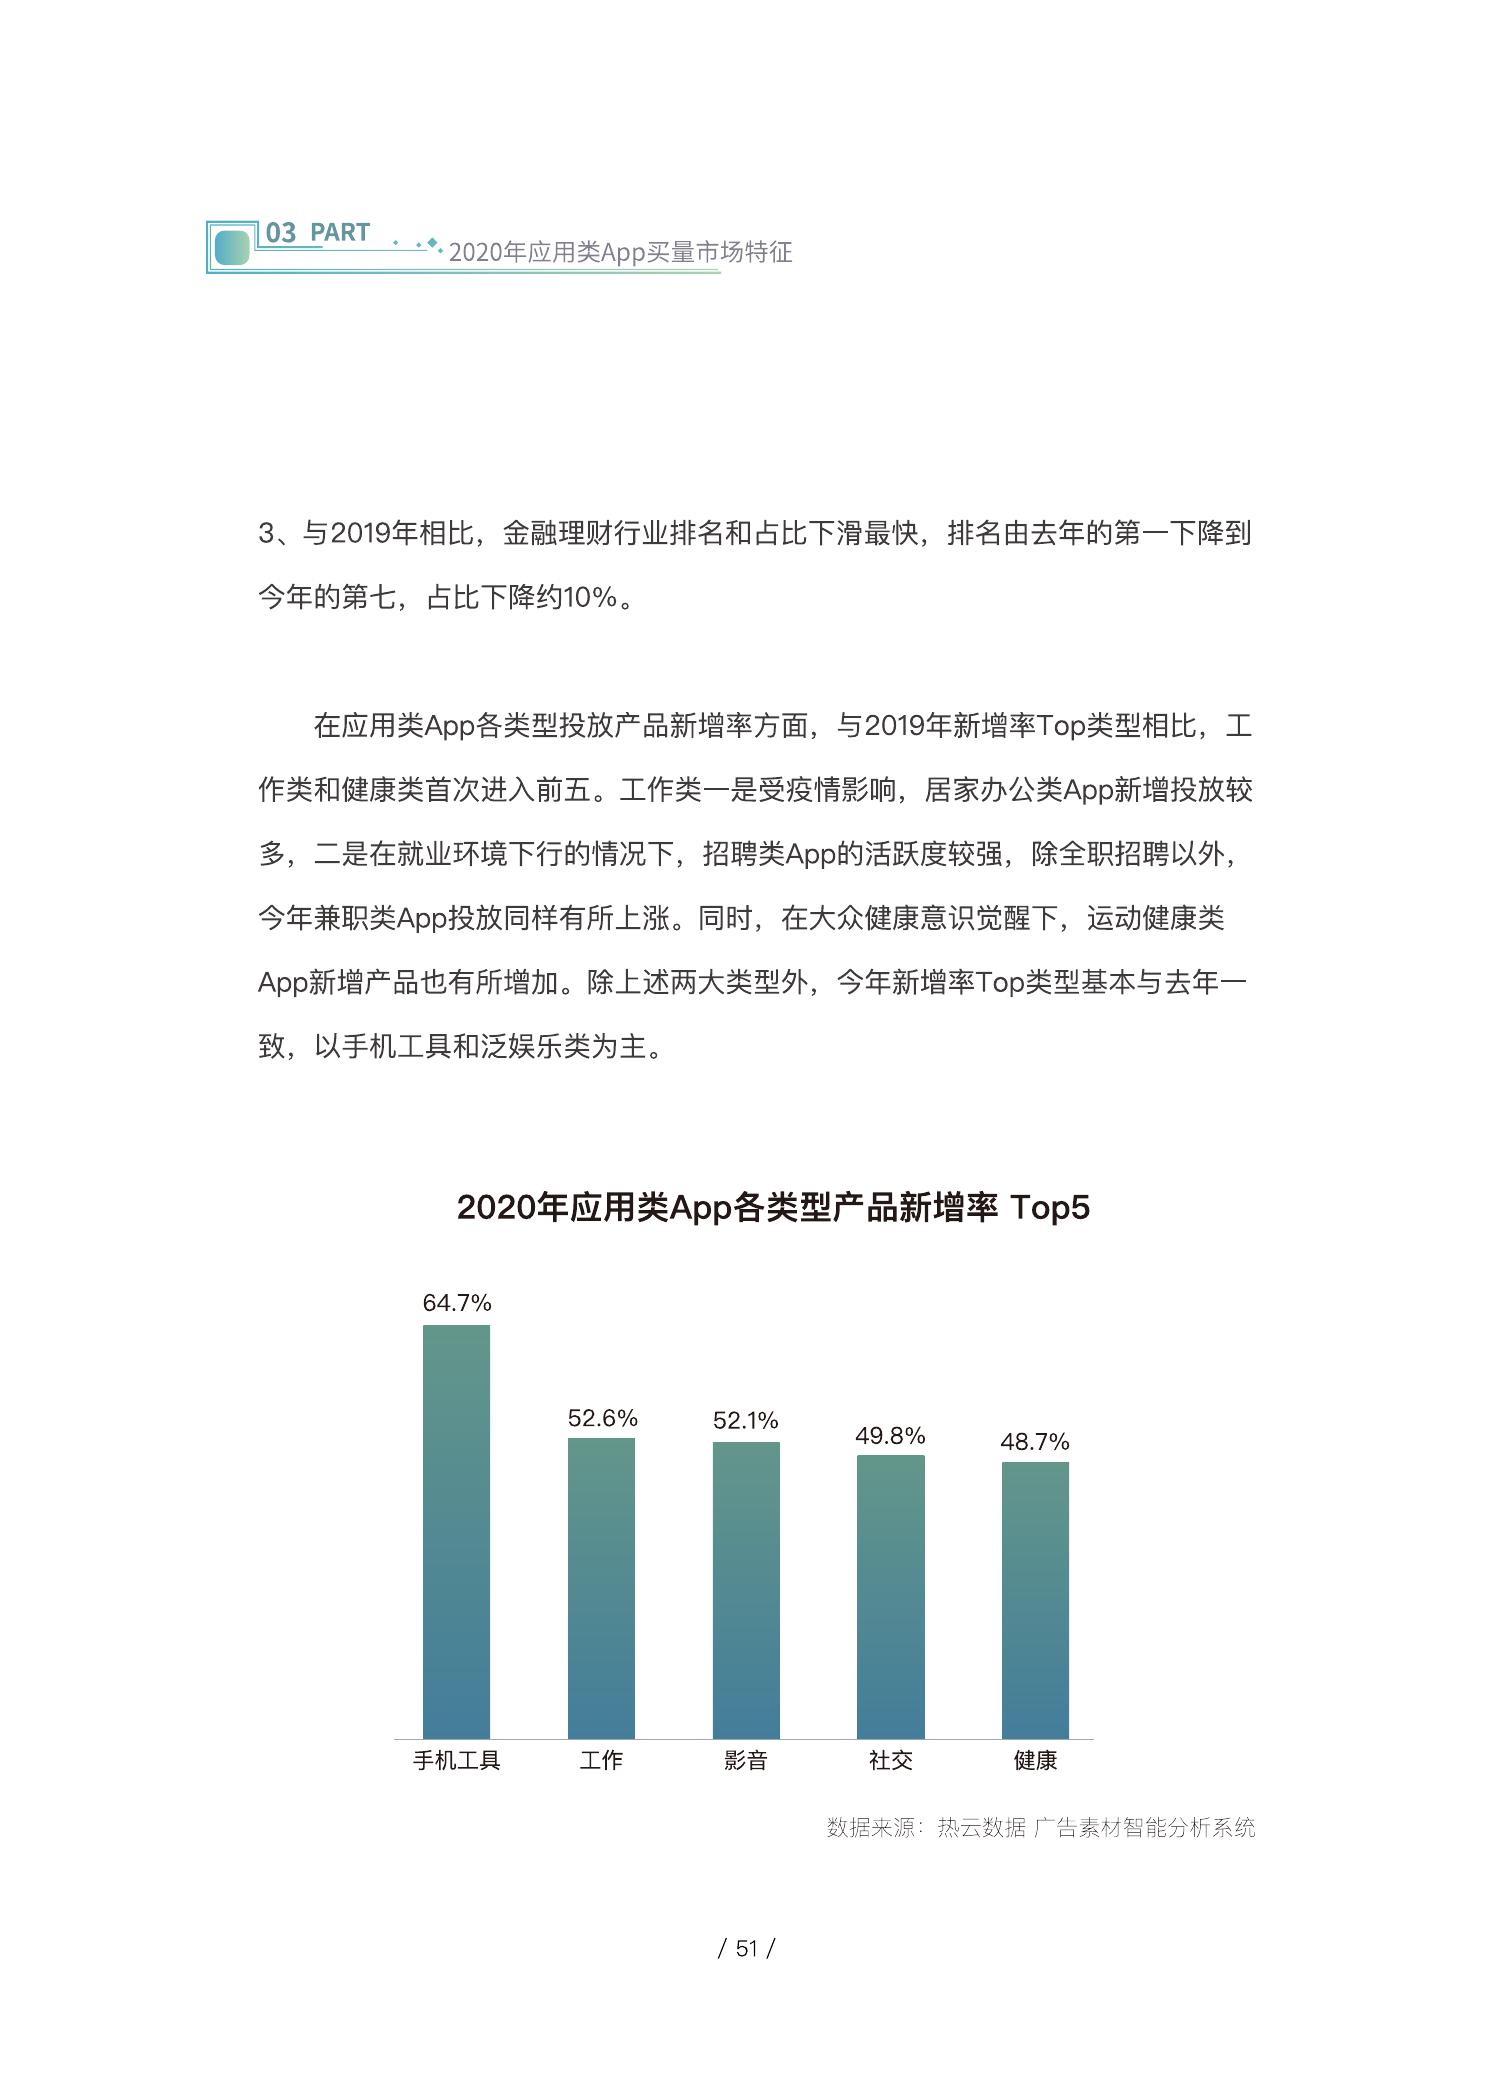 03 PART
2020年应用类App买量市场特征
3、与2019年相比，金融理财行业排名和占比下滑最快，排名由去年的第一下降到
今年的第七，占比下降约10%。
在应用类App各类型投放产品新增率方面，与2019年新增率Top类型相比，工
作类和健康类首次进入前五。工作类一是受疫情影响，居家办公类App新增投放较
多，二是在就业环境下行的情况下，招聘类App的活跃度较强，除全职招聘以外，
今年兼职类App投放同样有所上涨。同时，在大众健康意识觉醒下，运动健康类
App新增产品也有所增加。除上述两大类型外，今年新增率Top类型基本与去年一
致，以手机工具和泛娱乐类为主。
2020年应用类App各类型产品新增率 Top5
64.7%
52.6%
52.1%
49.8%
48.7%
手机工具
工作
影音
社交
健康
数据来源：热云数据 广告素材智能分析系统
/ 51 /